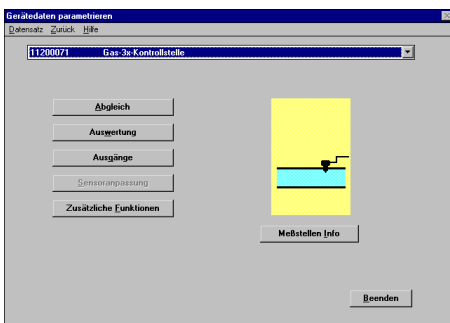 Gerätedaten parametrieren
Datensatz Zurück Hilfe
11200071 Gas-3x-Kontrollstelle
Abgleich
Auswertung
Ausgänge
Sensoranpassung
Zusätzliche Funktionen
Meßstellen Info
Beenden